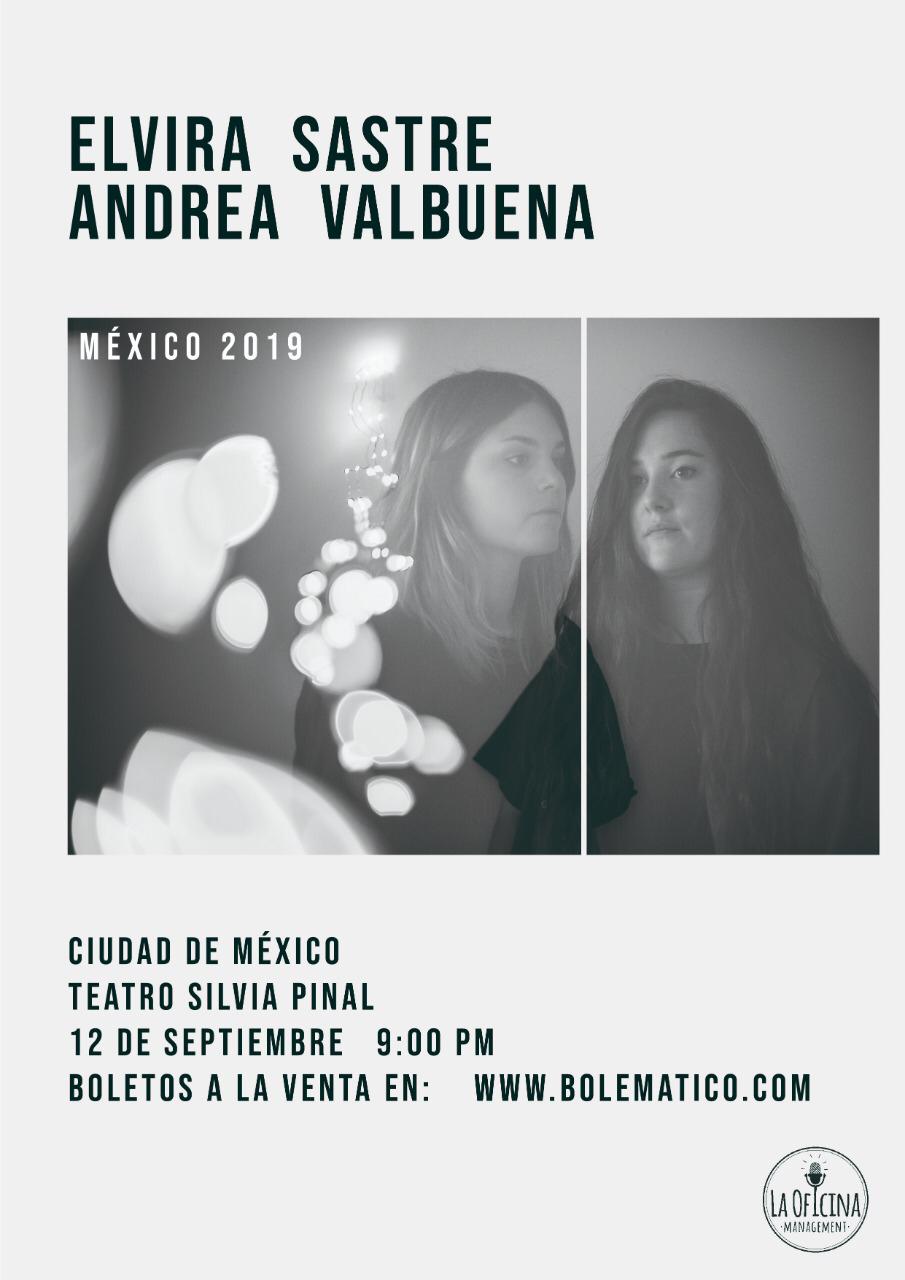 ELVIRA SASTRE
ANDREA VALBUENA
MÉXICO 2019
CIUDAD DE MÉXICO
TEATRO SILVIA PINAL
12 DE SEPTIEMBRE 9:00 PM
BOLETOS A LA VENTA EN: WWW.BOLEMATICO.COM
LA OFICINA
·MANAGEMENT·